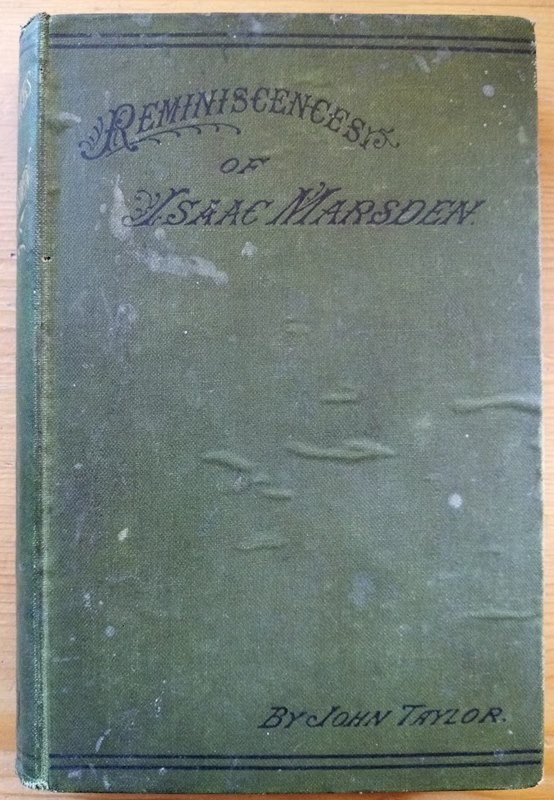 REMINISCENCES
OF
ISAAC MARSDEN.
BY JOHN TAYLOR.